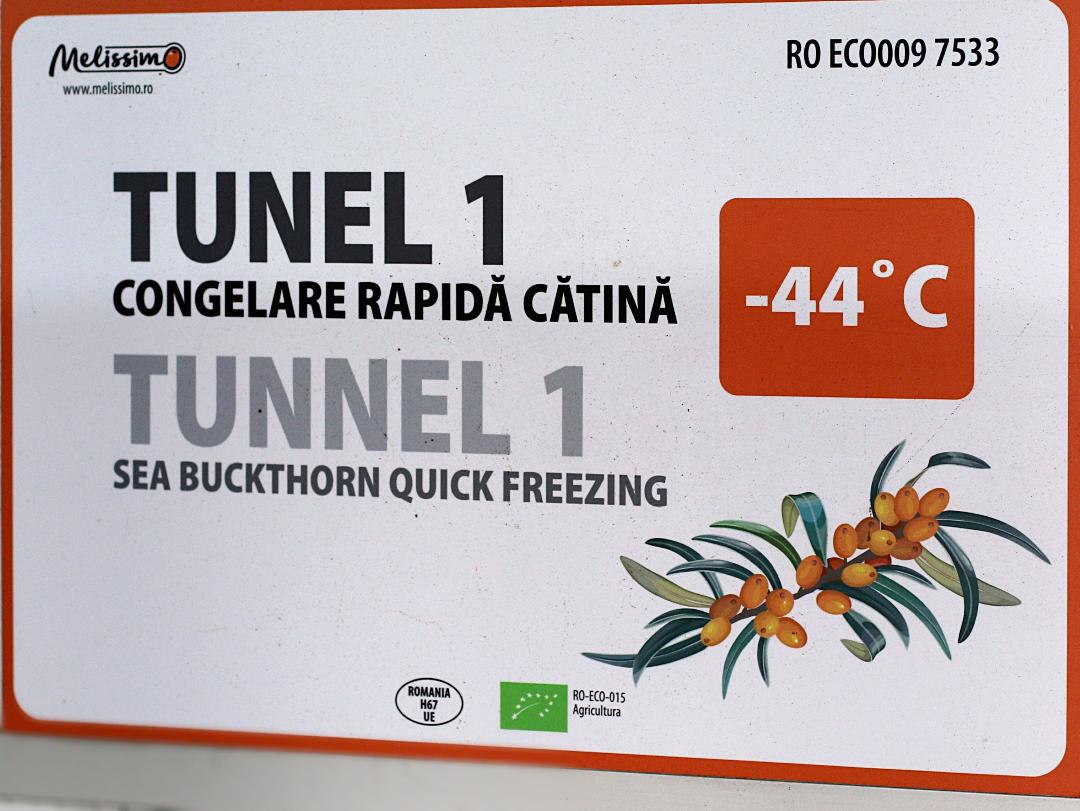 Melissimo
www.melissimo.ro
RO ECO009 7533
TUNEL 1
CONGELARE RAPIDĂ CĂTINĂ
-44°C
TUNNEL 1
SEA BUCKTHORN QUICK FREEZING
ROMANIA
H67
UE
RO-ECO-015
Agricultura